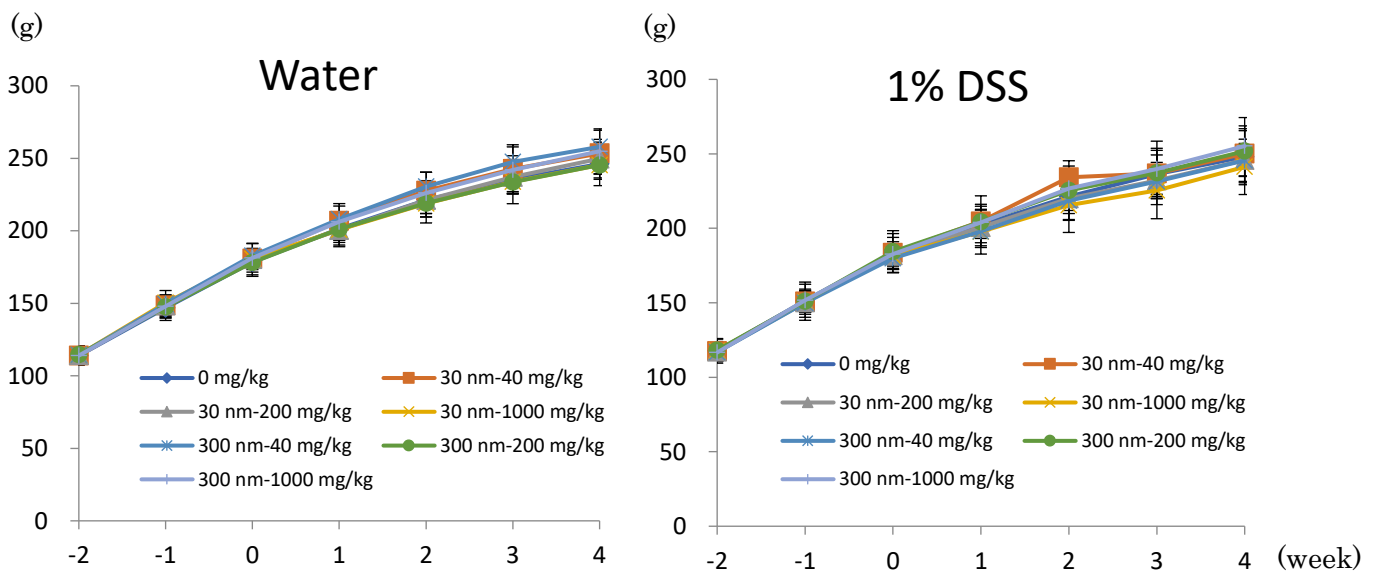 (g)
Water
300
250
200
150
100
50
0
-2 -1 0 1 2 3 4
0 mg/kg 30 nm-40 mg/kg
30 nm-200 mg/kg 30 nm-1000 mg/kg
300 nm-40 mg/kg 300 nm-200 mg/kg
300 nm-1000 mg/kg
(g)
1% DSS
300
250
200
150
100
50
0
-2 -1 0 1 2 3 4 (week)
0 mg/kg 30 nm-40 mg/kg
30 nm-200 mg/kg 30 nm-1000 mg/kg
300 nm-40 mg/kg 300 nm-200 mg/kg
300 nm-1000 mg/kg